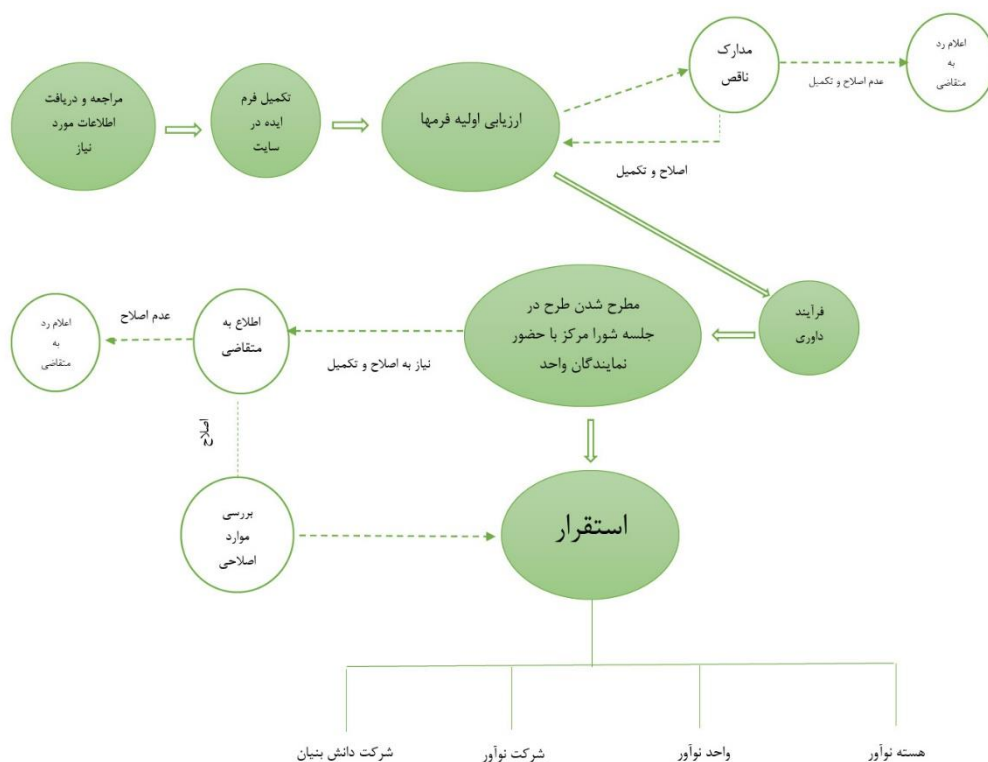 مراجعه و دریافت
اطلاعات مورد
نیاز
تکمیل فرم
ایده در
سایت
ارزیابی اولیه فرمها
مدارک
ناقص
عدم اصلاح و تکمیل
اعلام رد
به
متقاضی
اصلاح و تکمیل
فرآیند
داوری
مطرح شدن طرح در
جلسه شورا مرکز با حضور
نمایندگان واحد
نیاز به اصلاح و تکمیل
اطلاع به
متقاضی
عدم اصلاح
اعلام رد
به
متقاضی
اصلاح
بررسی
موارد
اصلاحی
استقرار
هسته نوآور
واحد نوآور
شرکت نوآور
شرکت دانش بنیان